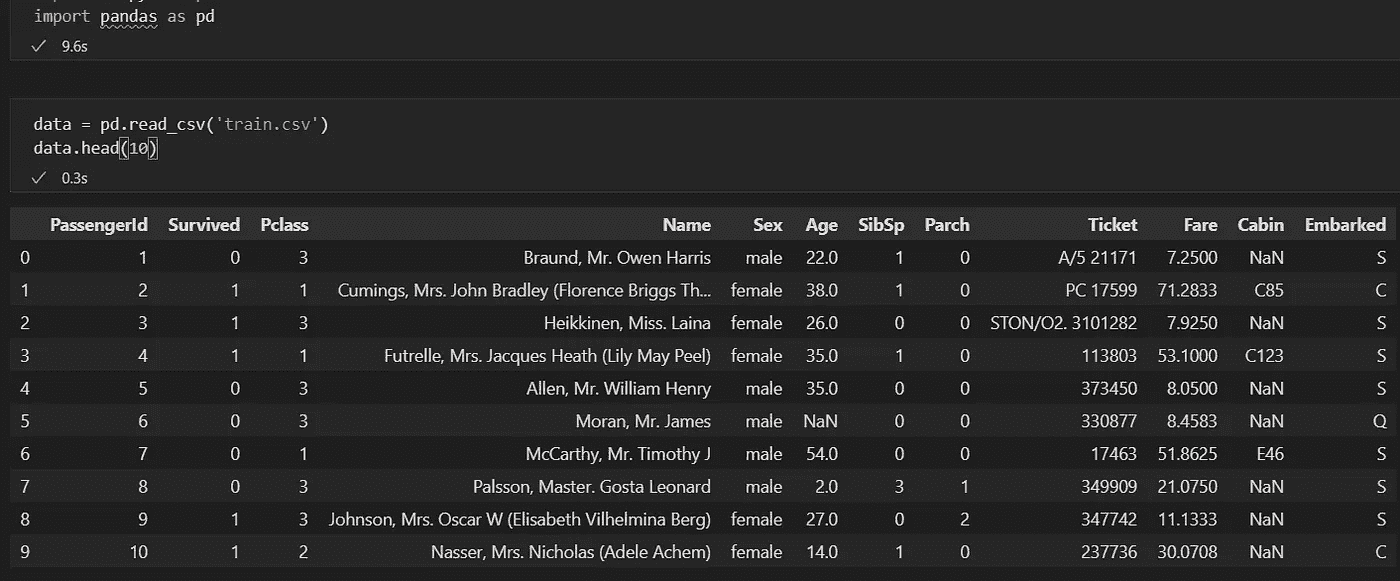 import pandas as pd
9.6s
data = pd.read_csv('train.csv')
data.head(10)
0.3s
PassengerId Survived Pclass Name Sex Age SibSp Parch Ticket Fare Cabin Embarked
0 1 0 3 Braund, Mr. Owen Harris male 22.0 1 0 A/5 21171 7.2500 NaN S
1 2 1 1 Cumings, Mrs. John Bradley (Florence Briggs Th... female 38.0 1 0 PC 17599 71.2833 C85 C
2 3 1 3 Heikkinen, Miss. Laina female 26.0 0 0 STON/O2. 3101282 7.9250 NaN S
3 4 1 1 Futrelle, Mrs. Jacques Heath (Lily May Peel) female 35.0 1 0 113803 53.1000 C123 S
4 5 0 3 Allen, Mr. William Henry male 35.0 0 0 373450 8.0500 NaN S
5 6 0 3 Moran, Mr. James male NaN 0 0 330877 8.4583 NaN Q
6 7 0 1 McCarthy, Mr. Timothy J male 54.0 0 0 17463 51.8625 E46 S
7 8 0 3 Palsson, Master. Gosta Leonard male 2.0 3 1 349909 21.0750 NaN S
8 9 1 3 Johnson, Mrs. Oscar W (Elisabeth Vilhelmina Berg) female 27.0 0 2 347742 11.1333 NaN S
9 10 1 2 Nasser, Mrs. Nicholas (Adele Achem) female 14.0 1 0 237736 30.0708 NaN C